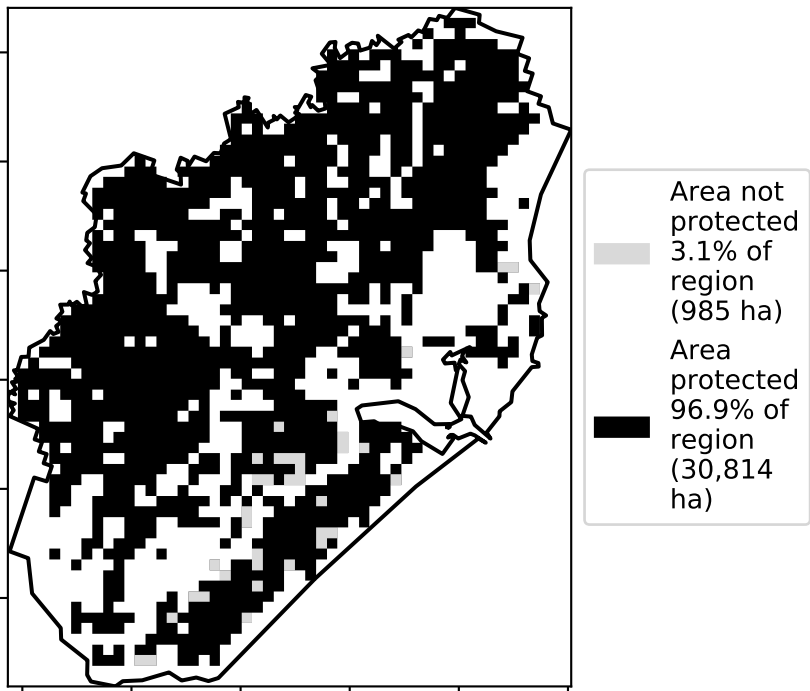 Area not
protected
3.1% of
region
(985 ha)
Area
protected
96.9% of
region
(30,814
ha)